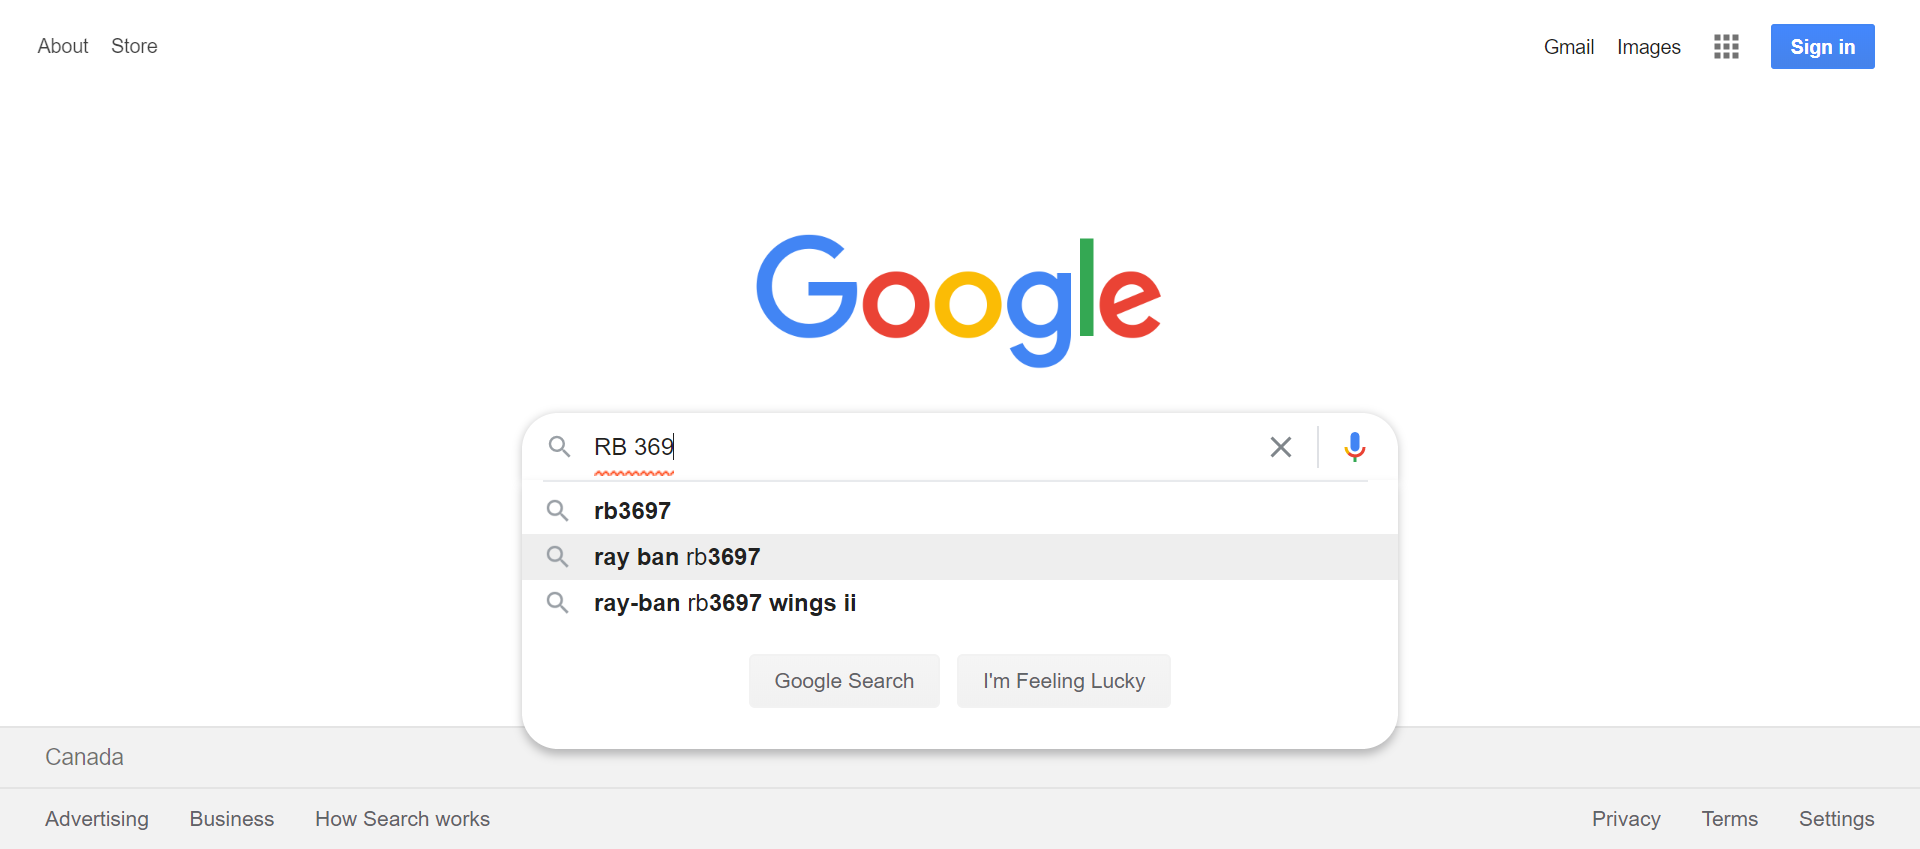 About Store
Gmail Images Sign in
Google
RB 369
rb3697
ray ban rb3697
ray-ban rb3697 wings ii
Google Search I'm Feeling Lucky
Canada
Advertising Business How Search works
Privacy Terms Settings